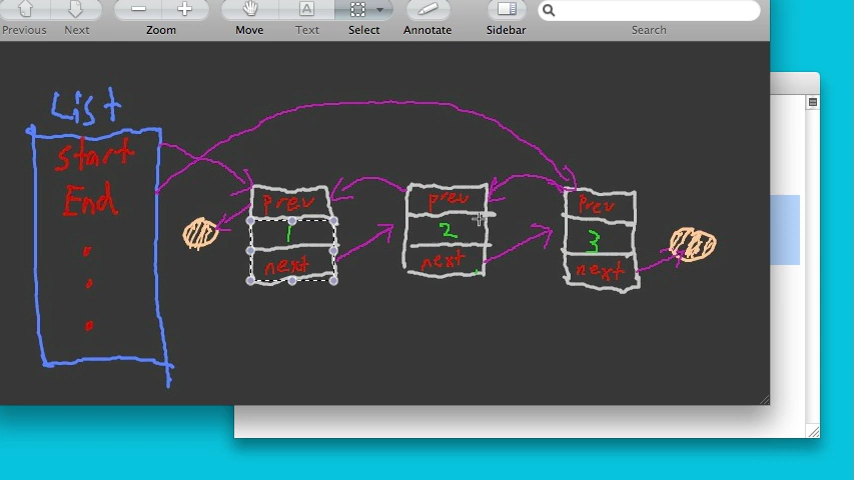 Previous Next Zoom Move Text Select Annotate Sidebar Search
List
Start
End
prev
1
next
prev
2
next
prev
3
next